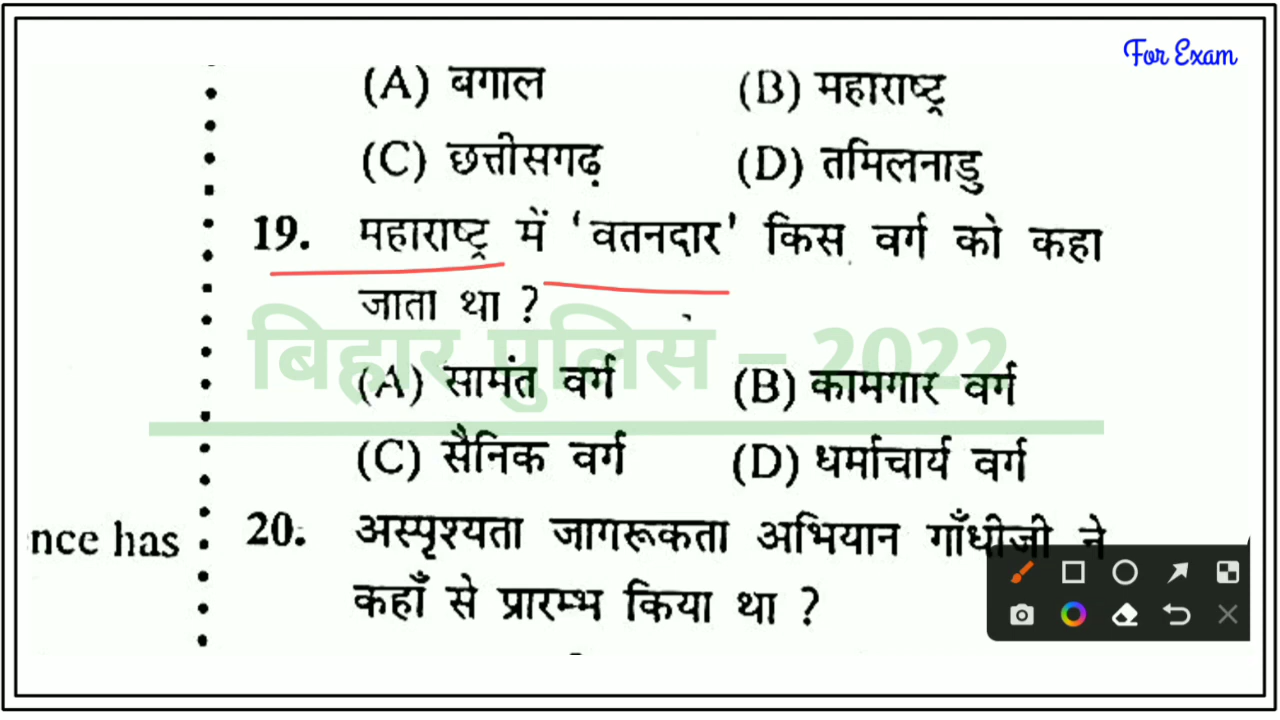 For Exam
(A) बगाल (B) महाराष्ट्र
(C) छत्तीसगढ़ (D) तमिलनाडु
19. महाराष्ट्र में ‘वतनदार’ किस वर्ग को कहा
जाता था ?
बिहार पुलिस – 2022
(A) सामंत वर्ग (B) कामगार वर्ग
(C) सैनिक वर्ग (D) धर्माचार्य वर्ग
nce has
20. अस्पृश्यता जागरूकता अभियान गाँधीजी ने
कहाँ से प्रारम्भ किया था ?